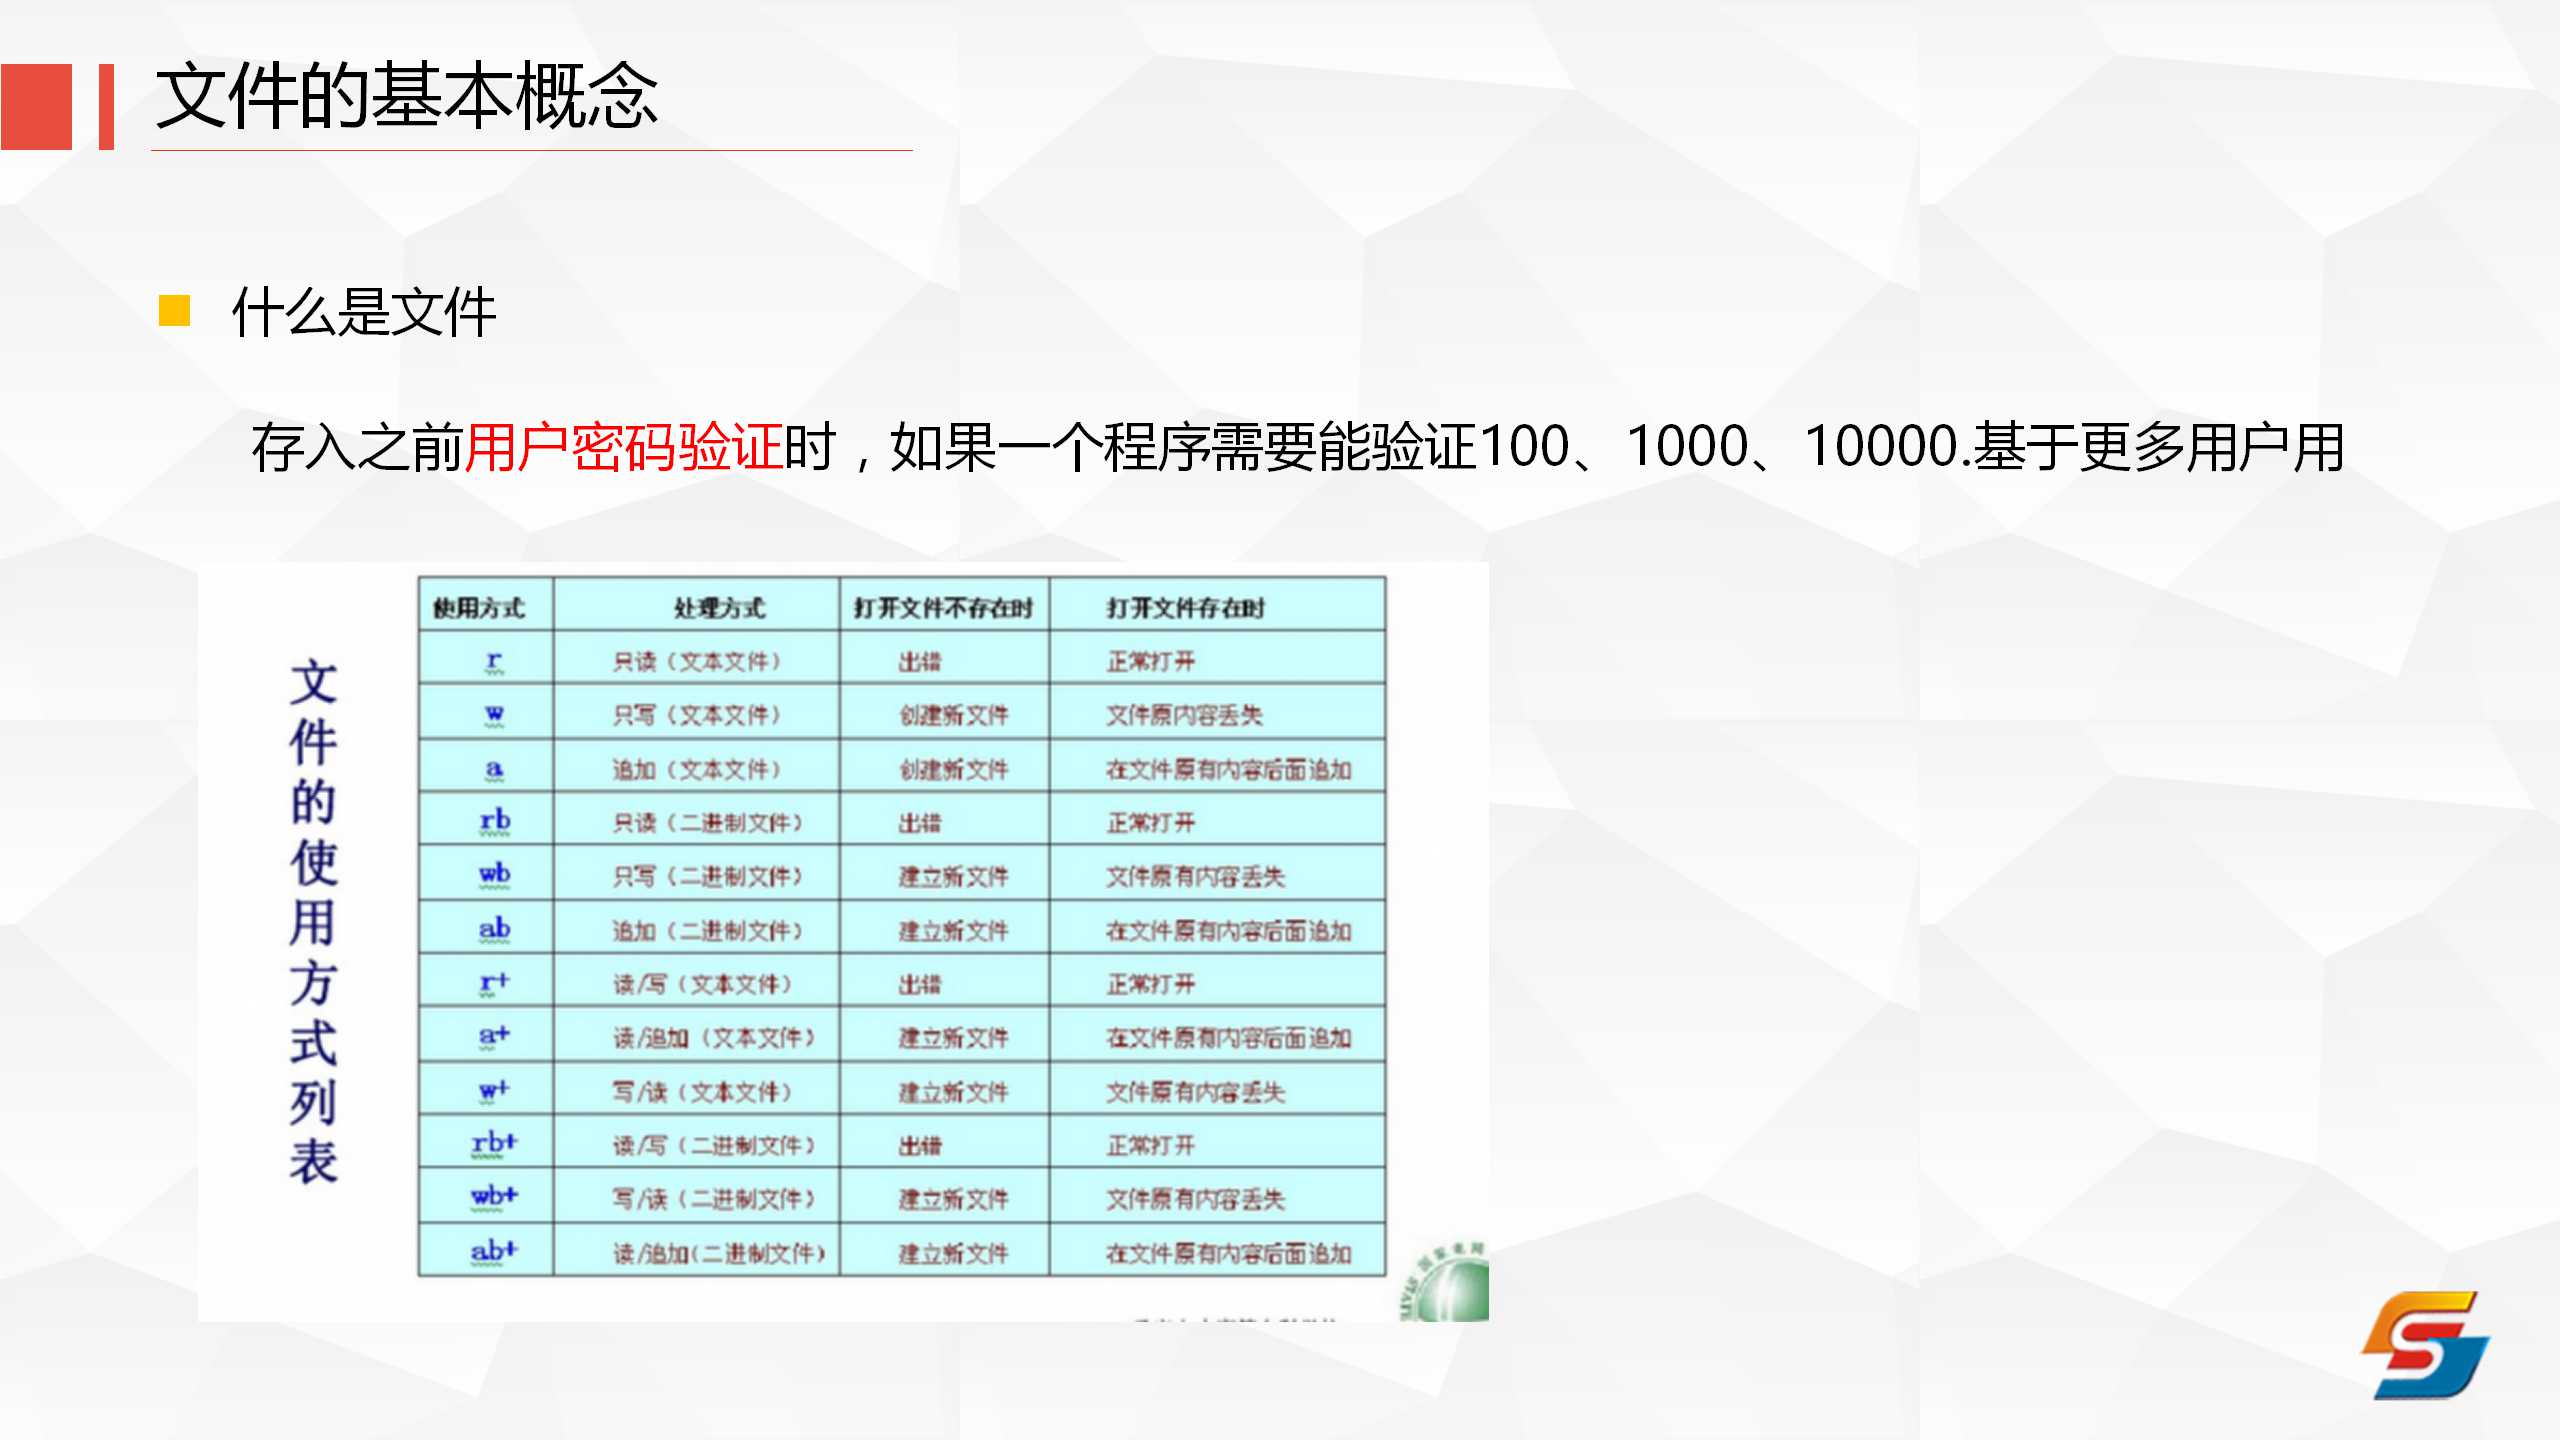 文件的基本概念
什么是文件
存入之前用户密码验证时，如果一个程序需要能验证100、1000、10000.基于更多用户用
文件的使用方式列表
使用方式 处理方式 打开文件不存在时 打开文件存在时
r 只读（文本文件） 出错 正常打开
w 只写（文本文件） 创建新文件 文件原内容丢失
a 追加（文本文件） 创建新文件 在文件原有内容后面追加
rb 只读（二进制文件） 出错 正常打开
wb 只写（二进制文件） 建立新文件 文件原有内容丢失
ab 追加（二进制文件） 建立新文件 在文件原有内容后面追加
r+ 读/写（文本文件） 出错 正常打开
a+ 读/追加（文本文件） 建立新文件 在文件原有内容后面追加
w+ 写/读（文本文件） 建立新文件 文件原有内容丢失
rb+ 读/写（二进制文件） 出错 正常打开
wb+ 写/读（二进制文件） 建立新文件 文件原有内容丢失
ab+ 读/追加(二进制文件) 建立新文件 在文件原有内容后面追加